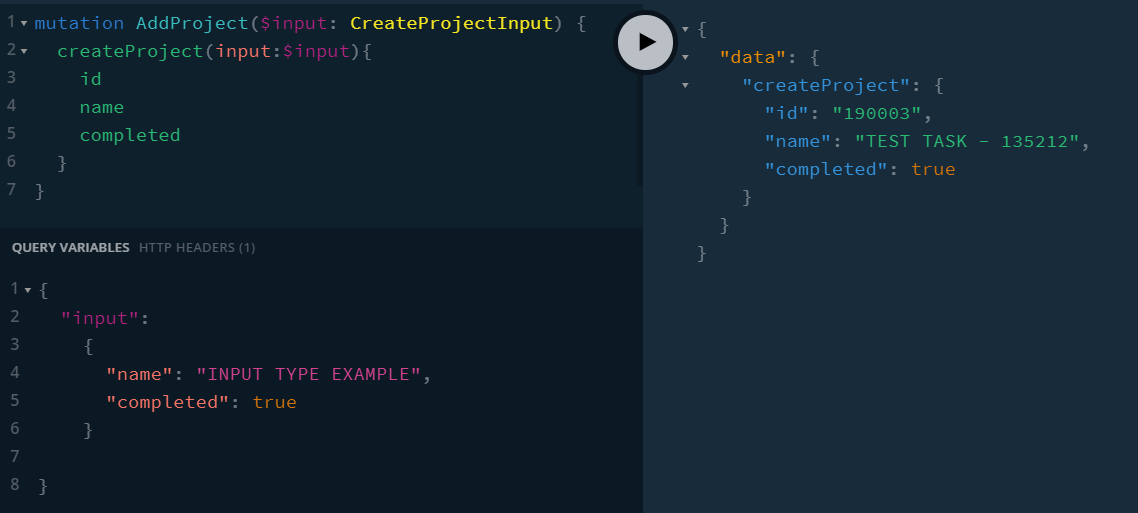 1 mutation AddProject($input: CreateProjectInput) {
2   createProject(input:$input){
3     id
4     name
5     completed
6   }
7 }
QUERY VARIABLES HTTP HEADERS (1)
1 {
2   "input":
3     {
4       "name": "INPUT TYPE EXAMPLE",
5       "completed": true
6     }
7
8 }
{
  "data": {
    "createProject": {
      "id": "190003",
      "name": "TEST TASK - 135212",
      "completed": true
    }
  }
}